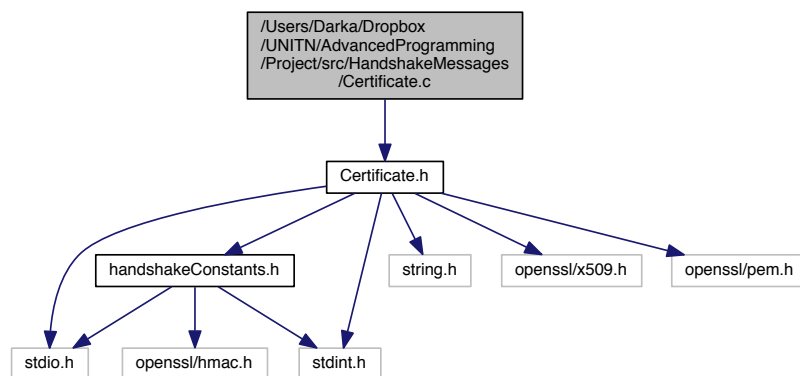 /Users/Darka/Dropbox
/UNITN/AdvancedProgramming
/Project/src/HandshakeMessages
/Certificate.c
Certificate.h
handshakeConstants.h
string.h
openssl/x509.h
openssl/pem.h
stdio.h
openssl/hmac.h
stdint.h